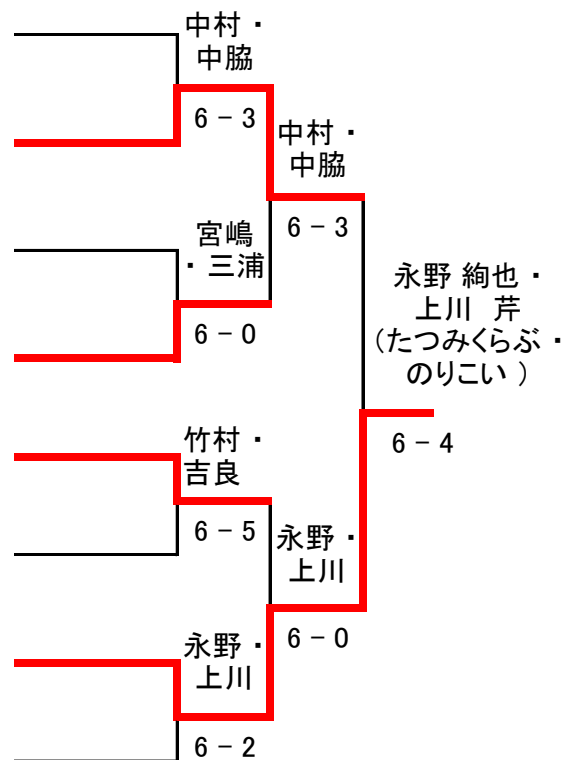 中村・
中脇
6－3
中村・
中脇
6－3
宮嶋
・三浦
6－0
永野 絢也・
上川 芹
（たつみくらぶ・
のりこい ）
6－4
竹村・
吉良
6－5
永野・
上川
6－0
永野・
上川
6－2